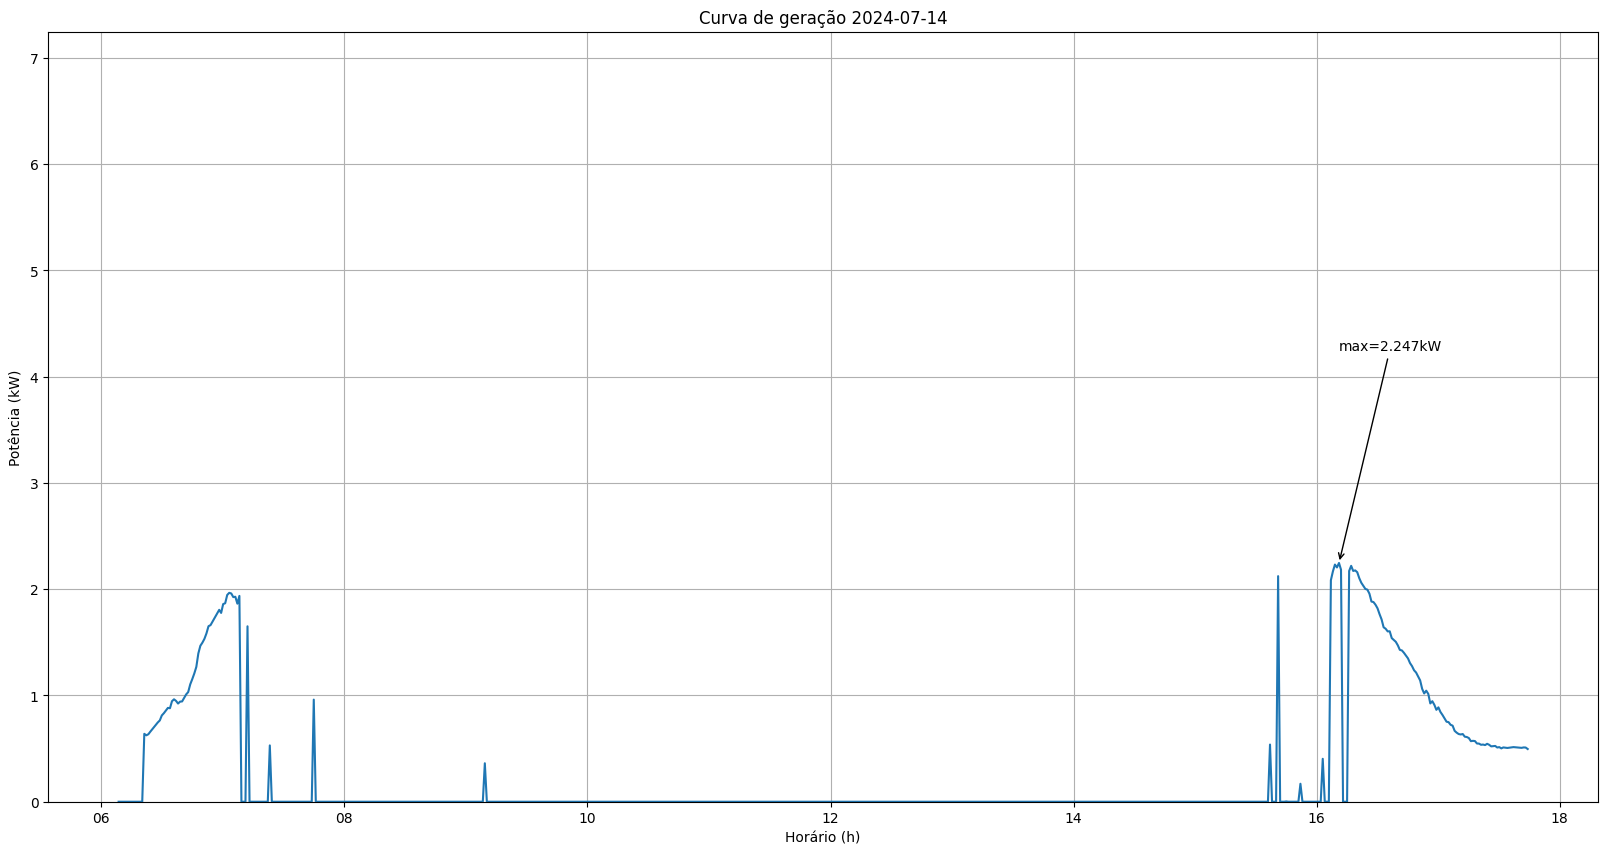 Curva de geração 2024-07-14
7
6
5
4
3
2
1
0
Potência (kW)
max=2.247kW
06 08 10 12 14 16 18
Horário (h)